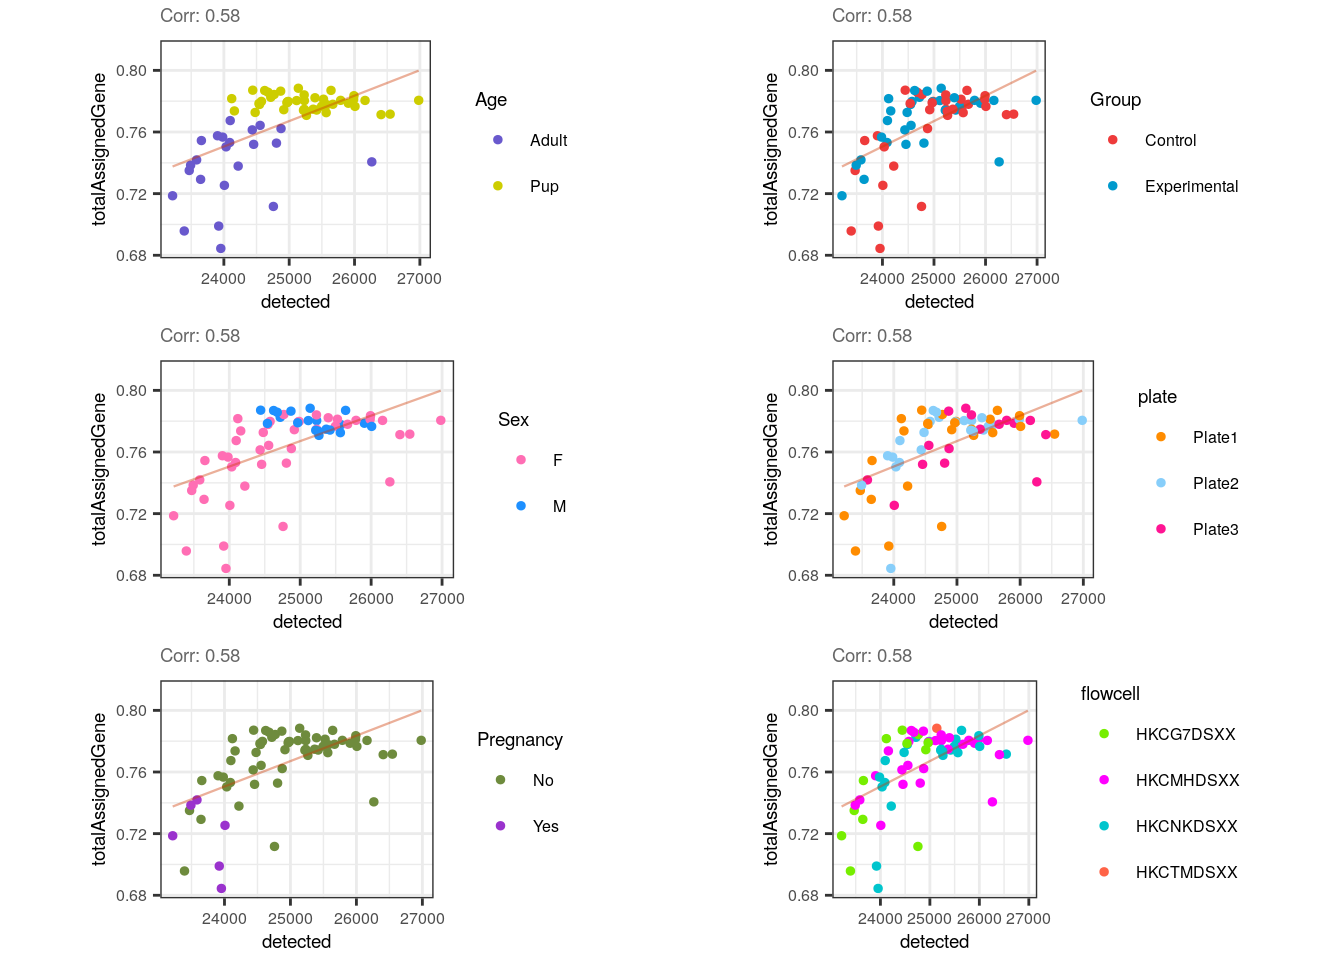 Corr: 0.58
totalAssignedGene
0.80
0.76
0.72
0.68
24000 25000 26000 27000
detected
Age
Adult
Pup
Corr: 0.58
totalAssignedGene
0.80
0.76
0.72
0.68
24000 25000 26000 27000
detected
Group
Control
Experimental
Corr: 0.58
totalAssignedGene
0.80
0.76
0.72
0.68
24000 25000 26000 27000
detected
Sex
F
M
Corr: 0.58
totalAssignedGene
0.80
0.76
0.72
0.68
24000 25000 26000 27000
detected
plate
Plate1
Plate2
Plate3
Corr: 0.58
totalAssignedGene
0.80
0.76
0.72
0.68
24000 25000 26000 27000
detected
Pregnancy
No
Yes
Corr: 0.58
totalAssignedGene
0.80
0.76
0.72
0.68
24000 25000 26000 27000
detected
flowcell
HKCG7DSXX
HKCMHDSXX
HKCNKDSXX
HKCTMDSXX